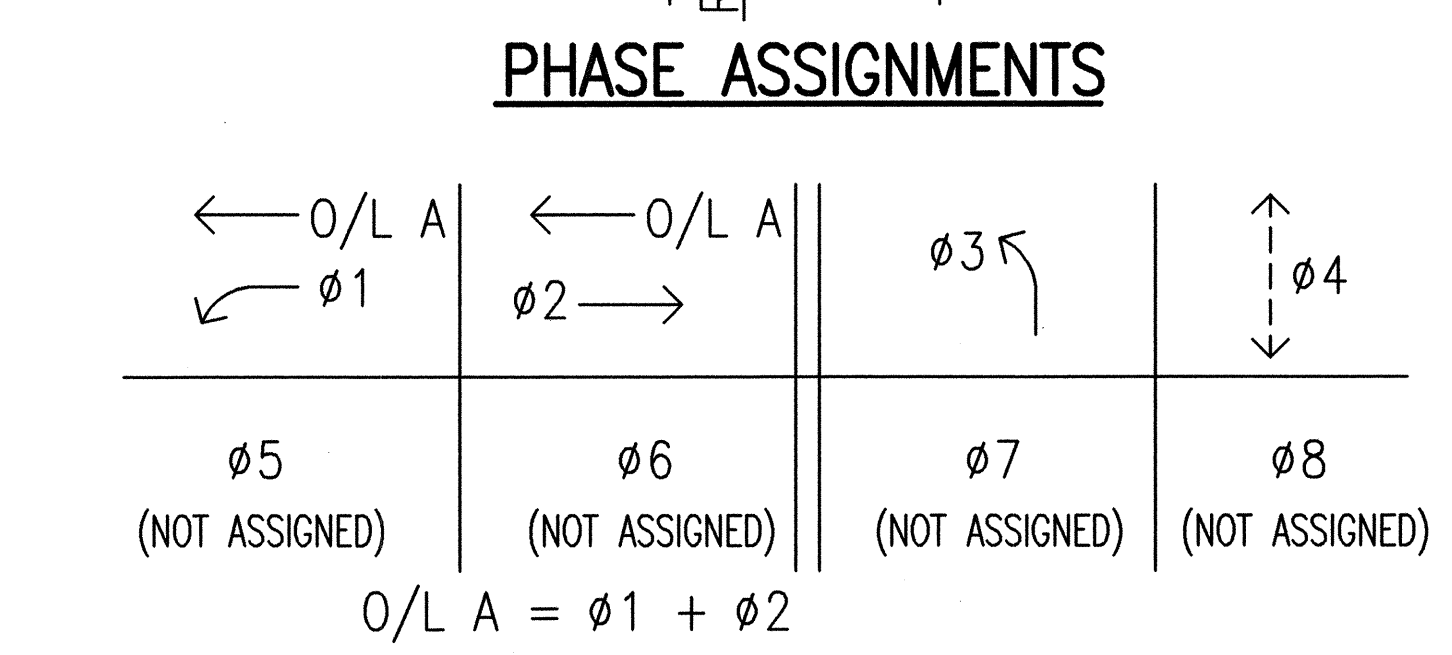 PHASE ASSIGNMENTS
O/L A
ø1
O/L A
ø2
ø3
ø4
ø5
(NOT ASSIGNED)
ø6
(NOT ASSIGNED)
ø7
(NOT ASSIGNED)
ø8
(NOT ASSIGNED)
O/L A = ø1 + ø2